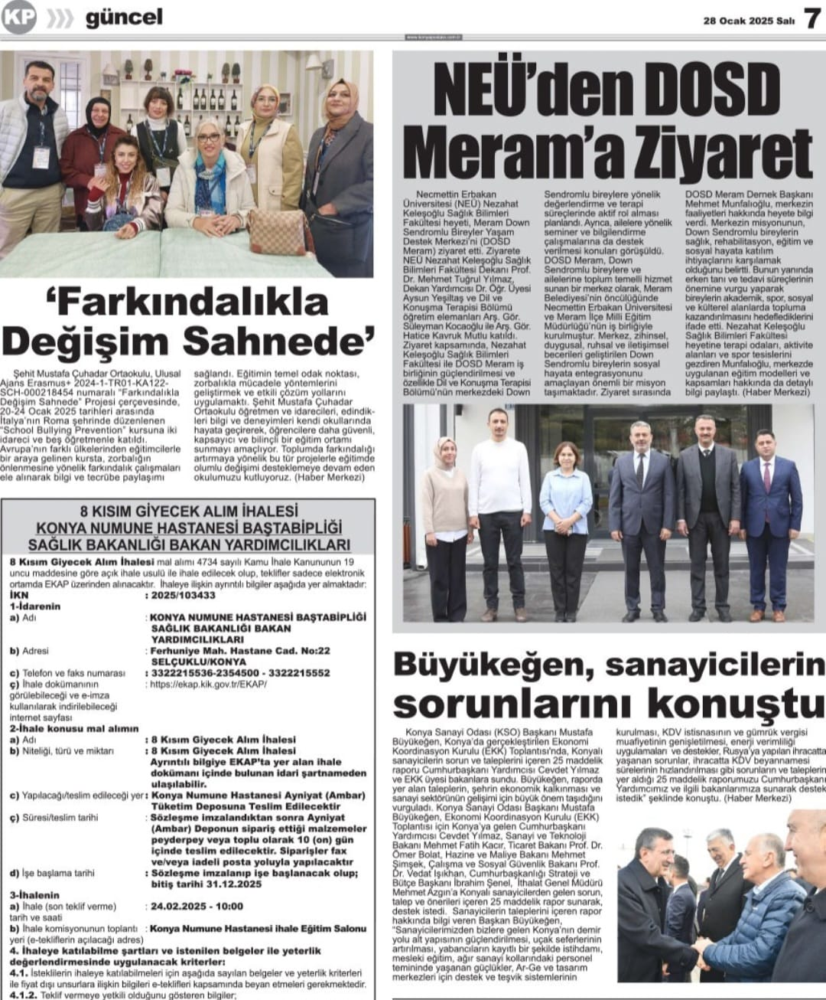 KP
güncel
28 Ocak 2025 Salı 7
www.konyapostasi.com.tr
'Farkındalıkla
Değişim Sahnede'
Şehit Mustafa Çuhadar Ortaokulu, Ulusal
Ajans Erasmus+ 2024-1-TR01-KA122-
SCH-000218454 numaralı "Farkındalıkla
Değişim Sahnede" Projesi çerçevesinde,
20-24 Ocak 2025 tarihleri arasında
İtalya'nın Roma şehrinde düzenlenen
"School Bullying Prevention" kursuna iki
idareci ve beş öğretmenle katıldı.
Avrupa'nın farklı ülkelerinden eğitimcilerle
bir araya gelinen kursta, zorbalığın
önlenmesine yönelik farkındalık çalışmaları
ele alınarak bilgi ve tecrübe paylaşımı
sağlandı. Eğitimin temel odak noktası,
zorbalıkla mücadele yöntemlerini
geliştirmek ve etkili çözüm yollarını
uygulamaktı. Şehit Mustafa Çuhadar
Ortaokulu öğretmen ve idarecileri, edindik-
leri bilgi ve deneyimleri kendi okullarında
hayata geçirerek, öğrencilere daha güvenli,
kapsayıcı ve bilinçli bir eğitim ortamı
sunmayı amaçlıyor. Toplumda farkındalığı
artırmaya yönelik bu tür projelerle eğitimde
olumlu değişimi desteklemeye devam eden
okulumuzu kutluyoruz. (Haber Merkezi)
8 KISIM GİYECEK ALIM İHALESİ
KONYA NUMUNE HASTANESİ BAŞTABİPLİĞİ
SAĞLIK BAKANLIĞI BAKAN YARDIMCILIKLARI
8 Kısım Giyecek Alım İhalesi mal alımı 4734 sayılı Kamu İhale Kanununun 19
uncu maddesine göre açık ihale usulü ile ihale edilecek olup, teklifler sadece elektronik
ortamda EKAP üzerinden alınacaktır. İhaleye ilişkin ayrıntılı bilgiler aşağıda yer almaktadır:
İKN : 2025/103433
1-İdarenin
a) Adı : KONYA NUMUNE HASTANESİ BAŞTABİPLİĞİ
SAĞLIK BAKANLIĞI BAKAN
YARDIMCILIKLARI
b) Adresi : Ferhuniye Mah. Hastane Cad. No:22
SELÇUKLU/KONYA
c) Telefon ve faks numarası : 3322215536-2354500 - 3322215552
ç) İhale dokümanının : https://ekap.kik.gov.tr/EKAP/
görülebileceği ve e-imza
kullanılarak indirilebileceği
internet sayfası
2-İhale konusu mal alımın
a) Adı : 8 Kısım Giyecek Alım İhalesi
b) Niteliği, türü ve miktarı : 8 Kısım Giyecek Alım İhalesi
Ayrıntılı bilgiye EKAP'ta yer alan ihale
dokümanı içinde bulunan idari şartnameden
ulaşılabilir.
c) Yapılacağı/teslim edileceği yer : Konya Numune Hastanesi Ayniyat (Ambar)
Tüketim Deposuna Teslim Edilecektir
ç) Süresi/teslim tarihi : Sözleşme imzalandıktan sonra Ayniyat
(Ambar) Deponun sipariş ettiği malzemeler
peyderpey veya toplu olarak 10 (on) gün
içinde teslim edilecektir. Siparişler fax
ve/veya iadeli posta yoluyla yapılacaktır
d) İşe başlama tarihi : Sözleşme imzalanıp işe başlanacak olup;
bitiş tarihi 31.12.2025
3-İhalenin
a) İhale (son teklif verme) : 24.02.2025 - 10:00
tarih ve saati
b) İhale komisyonunun toplantı : Konya Numune Hastanesi ihale Eğitim Salonu
yeri (e-tekliflerin açılacağı adres)
4. İhaleye katılabilme şartları ve istenilen belgeler ile yeterlik
değerlendirmesinde uygulanacak kriterler:
4.1. İsteklilerin ihaleye katılabilmeleri için aşağıda sayılan belgeler ve yeterlik kriterleri
ile fiyat dışı unsurlara ilişkin bilgileri e-teklifleri kapsamında beyan etmeleri gerekmektedir.
4.1.2. Teklif vermeye yetkili olduğunu gösteren bilgiler;
NEÜ'den DOSD
Meram'a Ziyaret
Necmettin Erbakan
Üniversitesi (NEÜ) Nezahat
Keleşoğlu Sağlık Bilimleri
Fakültesi heyeti, Meram Down
Sendromlu Bireyler Yaşam
Destek Merkezi'ni (DOSD
Meram) ziyaret etti. Ziyarete
NEÜ Nezahat Keleşoğlu Sağlık
Bilimleri Fakültesi Dekanı Prof.
Dr. Mehmet Tuğrul Yılmaz,
Dekan Yardımcısı Dr. Öğr. Üyesi
Aysun Yeşiltaş ve Dil ve
Konuşma Terapisi Bölümü
öğretim elemanları Arş. Gör.
Süleyman Kocaoğlu ile Arş. Gör.
Hatice Kavruk Mutlu katıldı.
Ziyaret kapsamında, Nezahat
Keleşoğlu Sağlık Bilimleri
Fakültesi ile DOSD Meram iş
birliğinin güçlendirilmesi ve
özellikle Dil ve Konuşma Terapisi
Bölümü'nün merkezdeki Down
Sendromlu bireylere yönelik
değerlendirme ve terapi
süreçlerinde aktif rol alması
planlandı. Ayrıca, ailelere yönelik
seminer ve bilgilendirme
çalışmalarına da destek
verilmesi konuları görüşüldü.
DOSD Meram, Down
Sendromlu bireylere ve
ailelerine toplum temelli hizmet
sunan bir merkez olarak, Meram
Belediyesi'nin öncülüğünde
Necmettin Erbakan Üniversitesi
ve Meram İlçe Milli Eğitim
Müdürlüğü'nün iş birliğiyle
kurulmuştur. Merkez, zihinsel,
duygusal, ruhsal ve iletişimsel
becerileri geliştirilen Down
Sendromlu bireylerin sosyal
hayata entegrasyonunu
amaçlayan önemli bir misyon
taşımaktadır. Ziyaret sırasında
DOSD Meram Dernek Başkanı
Mehmet Munfalıoğlu, merkezin
faaliyetleri hakkında heyete bilgi
verdi. Merkezin misyonunun,
Down Sendromlu bireylerin
sağlık, rehabilitasyon, eğitim ve
sosyal hayata katılım
ihtiyaçlarını karşılamak
olduğunu belirtti. Bunun yanında
erken tanı ve tedavi süreçlerinin
önemine vurgu yaparak
bireylerin akademik, spor, sosyal
ve kültürel alanlarda topluma
kazandırılmasını hedeflediklerini
ifade etti. Nezahat Keleşoğlu
Sağlık Bilimleri Fakültesi
heyetine terapi odaları, aktivite
alanları ve spor tesislerini
gezdiren Munfalıoğlu, merkezde
uygulanan eğitim modelleri ve
kapsamları hakkında da detaylı
bilgi paylaştı. (Haber Merkezi)
Büyükeğen, sanayicilerin
sorunlarını konuştu
Konya Sanayi Odası (KSO) Başkanı Mustafa
Büyükeğen, Konya'da gerçekleştirilen Ekonomi
Koordinasyon Kurulu (EKK) Toplantısı'nda, Konyalı
sanayicilerin sorun ve taleplerini içeren 25 maddelik
raporu Cumhurbaşkanı Yardımcısı Cevdet Yılmaz
ve EKK üyesi bakanlara sundu. Büyükeğen, raporda
yer alan taleplerin, şehrin ekonomik kalkınması ve
sanayi sektörünün gelişimi için büyük önem taşıdığını
vurguladı. Konya Sanayi Odası Başkanı Mustafa
Büyükeğen, Ekonomi Koordinasyon Kurulu (EKK)
Toplantısı için Konya'ya gelen Cumhurbaşkanı
Yardımcısı Cevdet Yılmaz, Sanayi ve Teknoloji
Bakanı Mehmet Fatih Kacır, Ticaret Bakanı Prof. Dr.
Ömer Bolat, Hazine ve Maliye Bakanı Mehmet
Şimşek, Çalışma ve Sosyal Güvenlik Bakanı Prof.
Dr. Vedat Işıkhan, Cumhurbaşkanlığı Strateji ve
Bütçe Başkanı İbrahim Şenel, İthalat Genel Müdürü
Mehmet Azgın'a Konyalı sanayicilerden gelen sorun,
talep ve önerileri içeren 25 maddelik rapor sunarak,
destek istedi. Sanayicilerin taleplerini içeren rapor
hakkında bilgi veren Başkan Büyükeğen,
"Sanayicilerimizden bizlere gelen Konya'nın demir
yolu alt yapısının güçlendirilmesi, uçak seferlerinin
artırılması, yabancıların kayıtlı bir şekilde istihdamı,
mesleki eğitim, ağır sanayi kollarındaki personel
temininde yaşanan güçlükler, Ar-Ge ve tasarım
merkezleri için destek ve teşvik sistemlerinin
kurulması, KDV istisnasının ve gümrük vergisi
muafiyetinin genişletilmesi, enerji verimliliği
uygulamaları ve destekler, Rusya'ya yapılan ihracatta
yaşanan sorunlar, ihracatta KDV beyannamesi
sürelerinin hızlandırılması gibi sorunların ve taleplerin
yer aldığı 25 maddelik raporumuzu Cumhurbaşkanı
Yardımcımız ve ilgili bakanlarımıza sunarak destek
istedik" şeklinde konuştu. (Haber Merkezi)